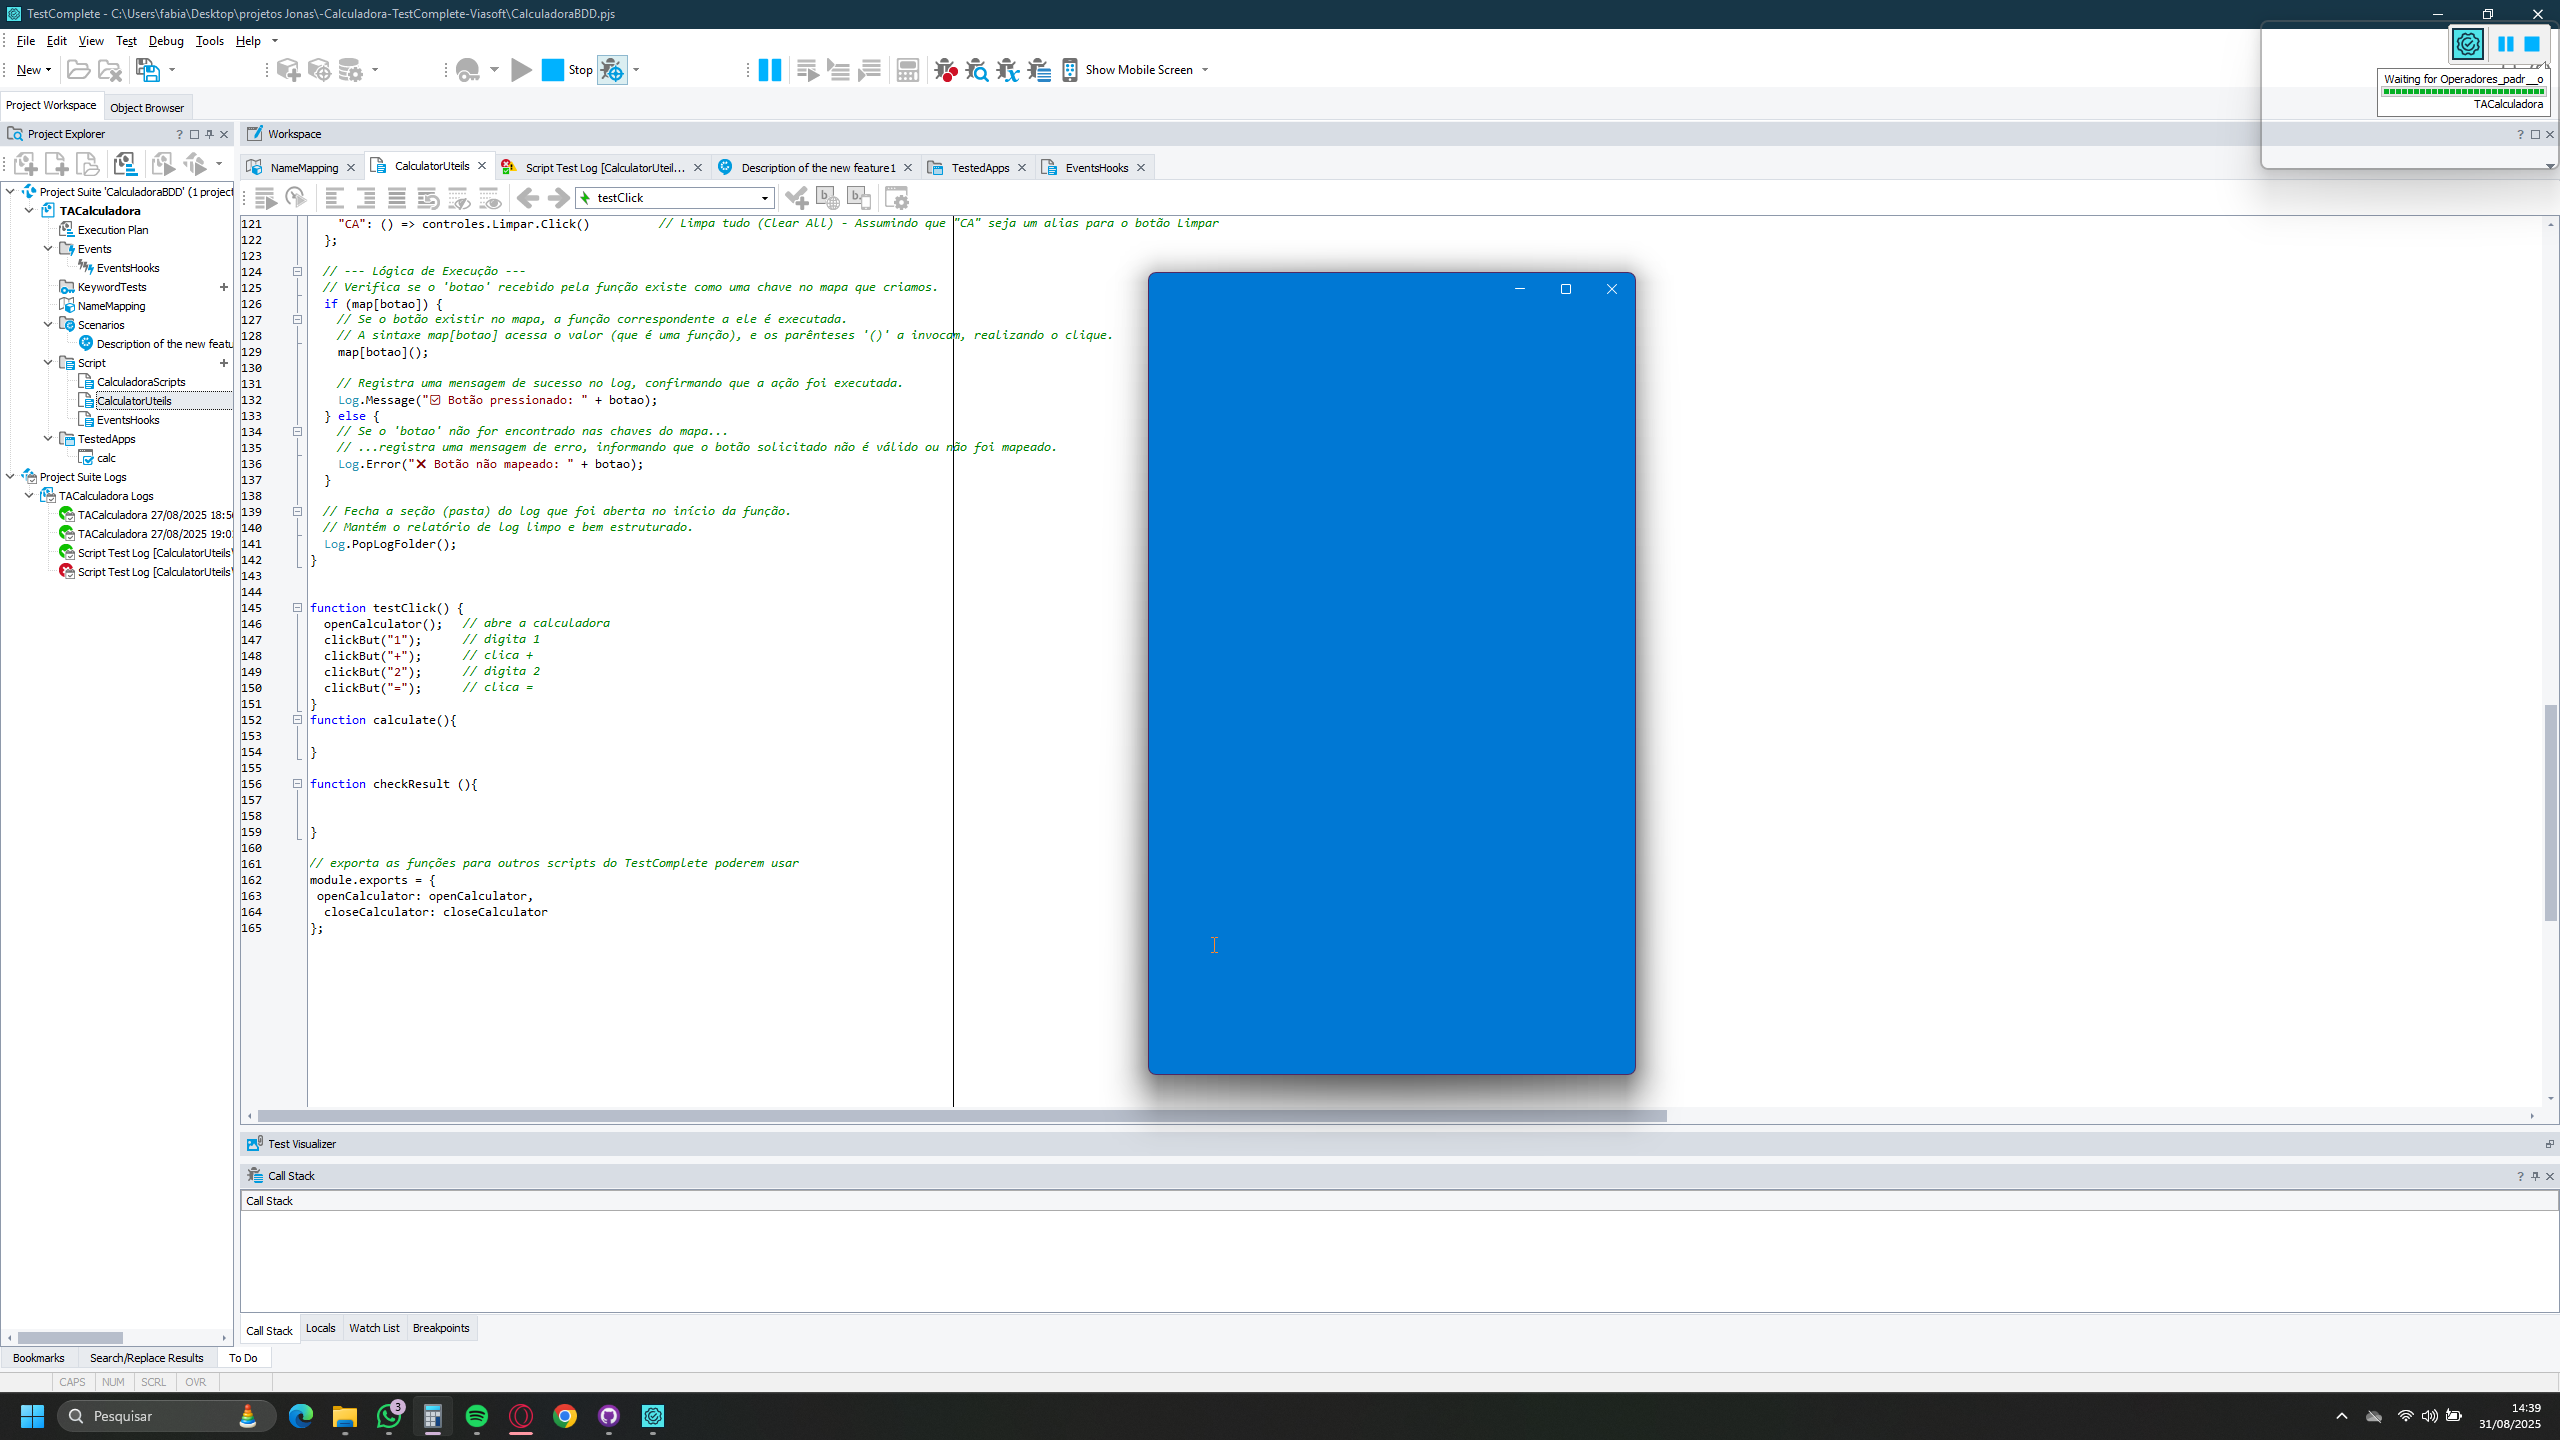 TestComplete - C:\Users\fabia\Desktop\projetos Jonas\-Calculadora-TestComplete-Viasoft\CalculadoraBDD.pjs
File Edit View Test Debug Tools Help
New Stop Show Mobile Screen
Waiting for Operadores_padr__o
TACalculadora
Project Workspace Object Browser
Project Explorer
Workspace
NameMapping CalculatorUteils Script Test Log [CalculatorUteil... Description of the new feature1 TestedApps EventsHooks
testClick
Project Suite 'CalculadoraBDD' (1 project
TACalculadora
Execution Plan
Events
EventsHooks
KeywordTests
NameMapping
Scenarios
Description of the new featu
Script
CalculadoraScripts
CalculatorUteils
EventsHooks
TestedApps
calc
Project Suite Logs
TACalculadora Logs
TACalculadora 27/08/2025 18:5
TACalculadora 27/08/2025 19:0
Script Test Log [CalculatorUteils\
Script Test Log [CalculatorUteils\
121 "CA": () => controles.Limpar.Click() // Limpa tudo (Clear All) - Assumindo que "CA" seja um alias para o botão Limpar
122 };
123
124 // --- Lógica de Execução ---
125 // Verifica se o 'botao' recebido pela função existe como uma chave no mapa que criamos.
126 if (map[botao]) {
127 // Se o botão existir no mapa, a função correspondente a ele é executada.
128 // A sintaxe map[botao] acessa o valor (que é uma função), e os parênteses '()' a invocam, realizando o clique.
129 map[botao]();
130
131 // Registra uma mensagem de sucesso no log, confirmando que a ação foi executada.
132 Log.Message("☑ Botão pressionado: " + botao);
133 } else {
134 // Se o 'botao' não for encontrado nas chaves do mapa...
135 // ...registra uma mensagem de erro, informando que o botão solicitado não é válido ou não foi mapeado.
136 Log.Error("❌ Botão não mapeado: " + botao);
137 }
138
139 // Fecha a seção (pasta) do log que foi aberta no início da função.
140 // Mantém o relatório de log limpo e bem estruturado.
141 Log.PopLogFolder();
142 }
143
144
145 function testClick() {
146 openCalculator(); // abre a calculadora
147 clickBut("1"); // digita 1
148 clickBut("+"); // clica +
149 clickBut("2"); // digita 2
150 clickBut("="); // clica =
151 }
152 function calculate(){
153
154 }
155
156 function checkResult (){
157
158
159 }
160
161 // exporta as funções para outros scripts do TestComplete poderem usar
162 module.exports = {
163 openCalculator: openCalculator,
164 closeCalculator: closeCalculator
165 };
Test Visualizer
Call Stack
Call Stack
Call Stack Locals Watch List Breakpoints
Bookmarks Search/Replace Results To Do
CAPS NUM SCRL OVR
Pesquisar
3
14:39
31/08/2025